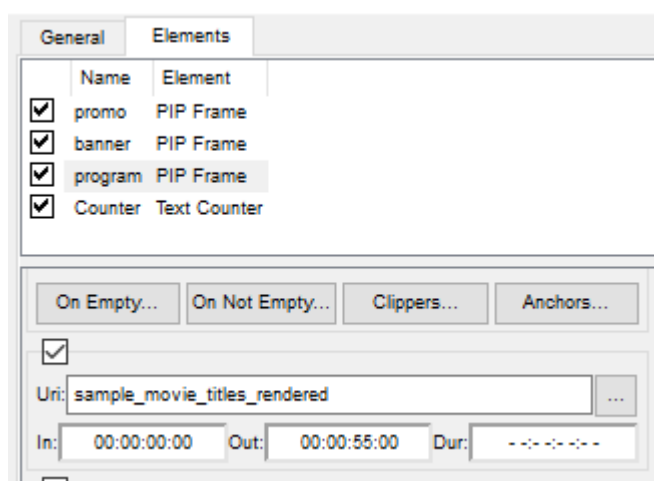 General Elements
Name Element
promo PIP Frame
banner PIP Frame
program PIP Frame
Counter Text Counter
On Empty... On Not Empty... Clippers... Anchors...
Uri: sample_movie_titles_rendered ...
In: 00:00:00:00 Out: 00:00:55:00 Dur: - -:- -:- -:- -